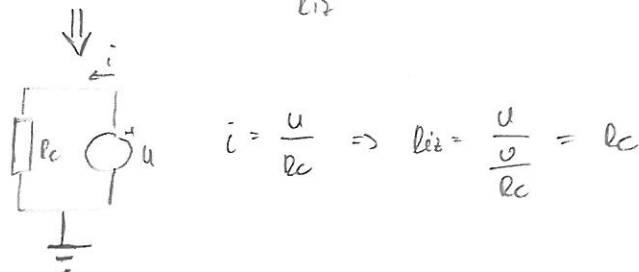 Riz
i
Rc
+
u
i = u/Rc => Riz = u/(u/Rc) = Rc